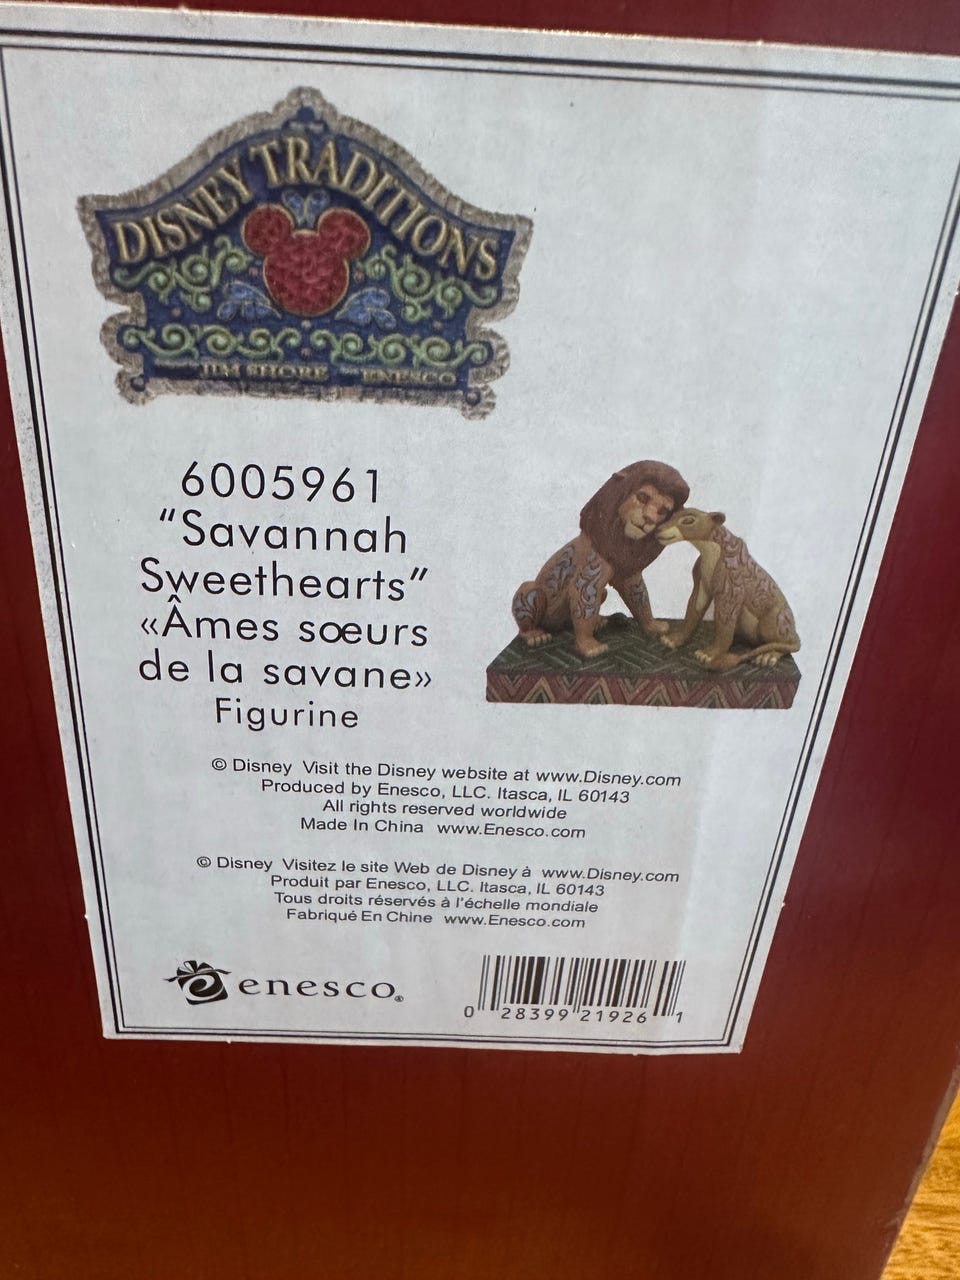 DISNEY TRADITIONS
JIM SHORE ENESCO
6005961
“Savannah
Sweethearts”
«Âmes sœurs
de la savane»
Figurine
© Disney Visit the Disney website at www.Disney.com
Produced by Enesco, LLC. Itasca, IL 60143
All rights reserved worldwide
Made In China www.Enesco.com
© Disney Visitez le site Web de Disney à www.Disney.com
Produit par Enesco, LLC. Itasca, IL 60143
Tous droits réservés à l'échelle mondiale
Fabriqué En Chine www.Enesco.com
enesco®
0 28399 21926 1